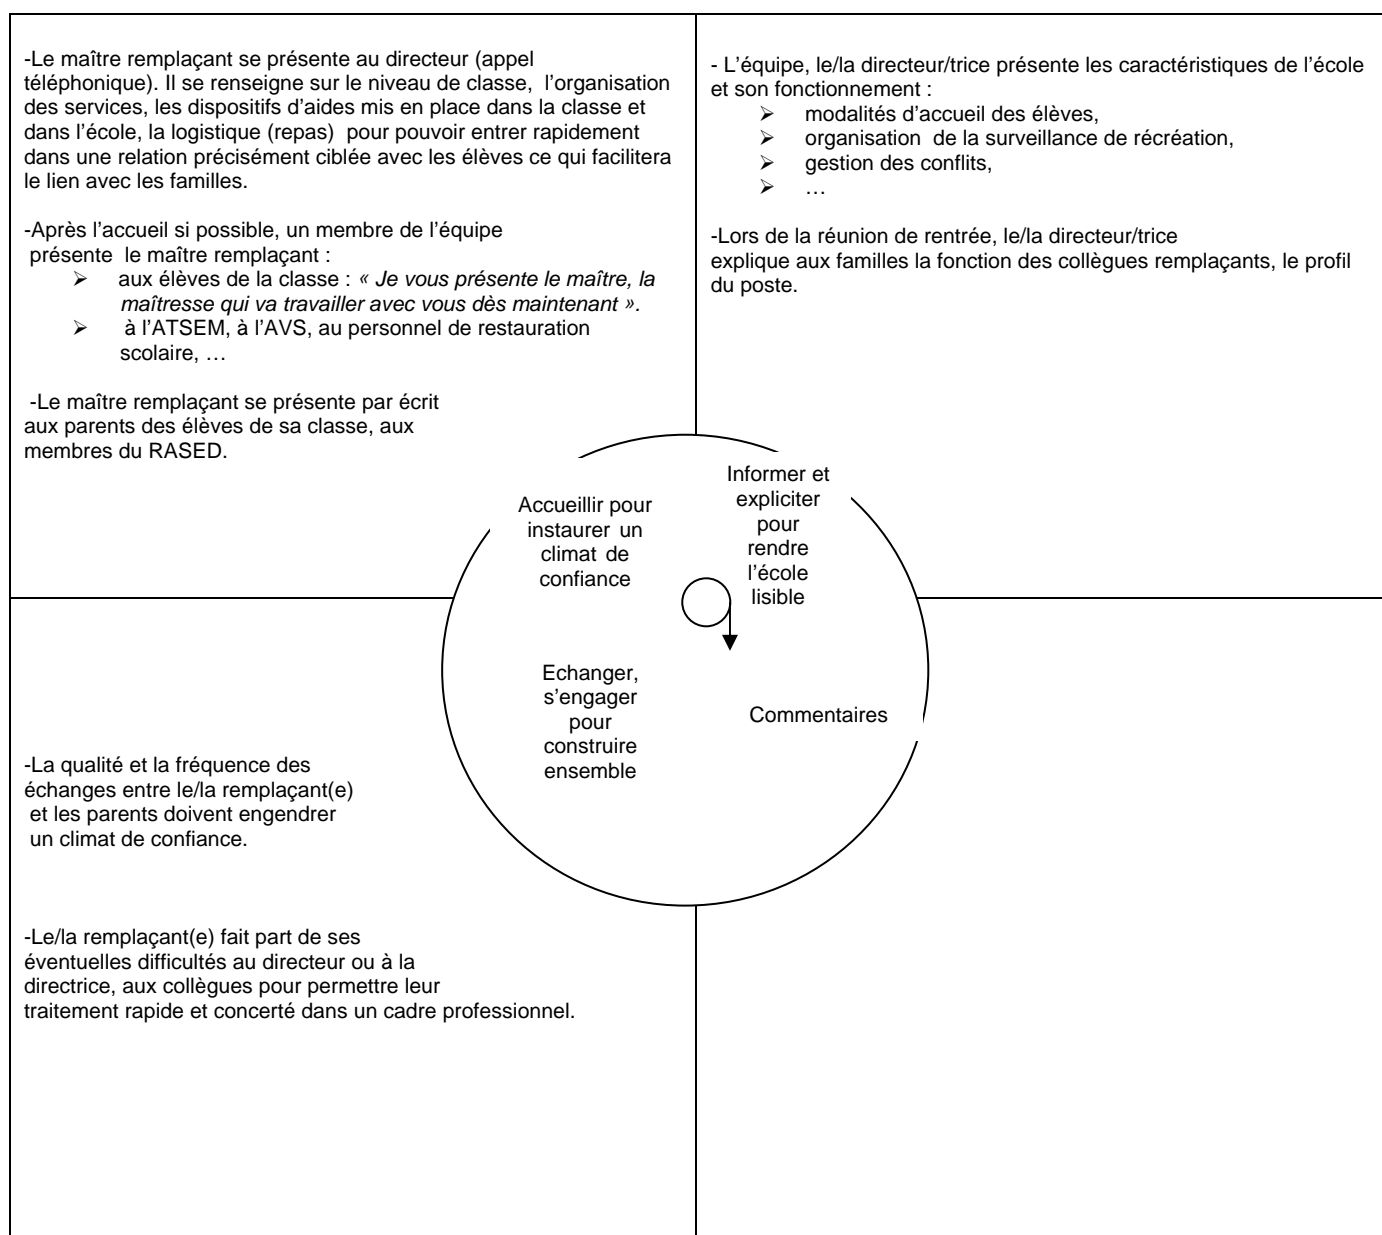 -Le maître remplaçant se présente au directeur (appel
téléphonique). Il se renseigne sur le niveau de classe, l’organisation
des services, les dispositifs d’aides mis en place dans la classe et
dans l’école, la logistique (repas) pour pouvoir entrer rapidement
dans une relation précisément ciblée avec les élèves ce qui facilitera
le lien avec les familles.
-Après l’accueil si possible, un membre de l’équipe
présente le maître remplaçant :
➢ aux élèves de la classe : « Je vous présente le maître, la
maîtresse qui va travailler avec vous dès maintenant ».
➢ à l’ATSEM, à l’AVS, au personnel de restauration
scolaire, …
-Le maître remplaçant se présente par écrit
aux parents des élèves de sa classe, aux
membres du RASED.
- L’équipe, le/la directeur/trice présente les caractéristiques de l’école
et son fonctionnement :
➢ modalités d’accueil des élèves,
➢ organisation de la surveillance de récréation,
➢ gestion des conflits,
➢ …
-Lors de la réunion de rentrée, le/la directeur/trice
explique aux familles la fonction des collègues remplaçants, le profil
du poste.
Accueillir pour
instaurer un
climat de
confiance
Informer et
expliciter
pour
rendre
l’école
lisible
Echanger,
s’engager
pour
construire
ensemble
Commentaires
-La qualité et la fréquence des
échanges entre le/la remplaçant(e)
et les parents doivent engendrer
un climat de confiance.
-Le/la remplaçant(e) fait part de ses
éventuelles difficultés au directeur ou à la
directrice, aux collègues pour permettre leur
traitement rapide et concerté dans un cadre professionnel.